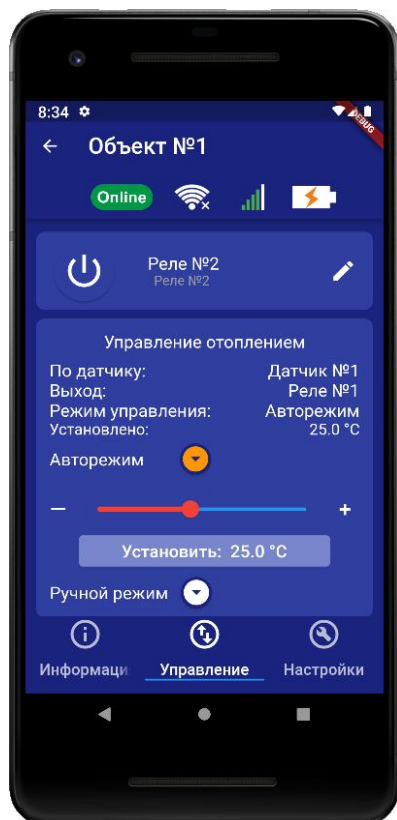 8:34
DEBUG
Объект №1
Online
Реле №2
Реле №2
Управление отоплением
По датчику: Датчик №1
Выход: Реле №1
Режим управления: Авторежим
Установлено: 25.0 °C
Авторежим
− +
Установить: 25.0 °C
Ручной режим
Информаци Управление Настройки